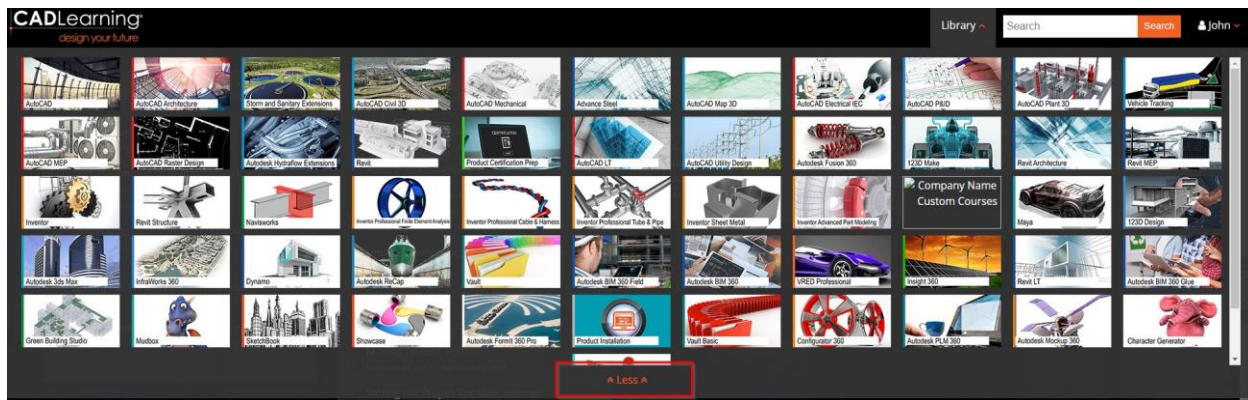 CADLearning
design your future
Library
Search
Search
John
AutoCAD
AutoCAD Architecture
Storm and Sanitary Extensions
AutoCAD Civil 3D
AutoCAD Mechanical
Advance Steel
AutoCAD Map 3D
AutoCAD Electrical IEC
AutoCAD P&ID
AutoCAD Plant 3D
Vehicle Tracking
AutoCAD MEP
AutoCAD Raster Design
Autodesk Hydraflow Extensions
Revit
Product Certification Prep
AutoCAD LT
AutoCAD Utility Design
Autodesk Fusion 360
123D Make
Revit Architecture
Revit MEP
Inventor
Revit Structure
Navisworks
Inventor Professional Finite Element Analysis
Inventor Professional Cable & Harness
Inventor Professional Tube & Pipe
Inventor Sheet Metal
Inventor Advanced Part Modeling
Company Name
Custom Courses
Maya
123D Design
Autodesk 3ds Max
InfraWorks 360
Dynamo
Autodesk ReCap
Vault
Autodesk BIM 360 Field
Autodesk BIM 360
VRED Professional
Insight 360
Revit LT
Autodesk BIM 360 Glue
Green Building Studio
Mudbox
SketchBook
Showcase
Autodesk FormIt 360 Pro
Product Installation
Vault Basic
Configurator 360
Autodesk PLM 360
Autodesk Mockup 360
Character Generator
Less